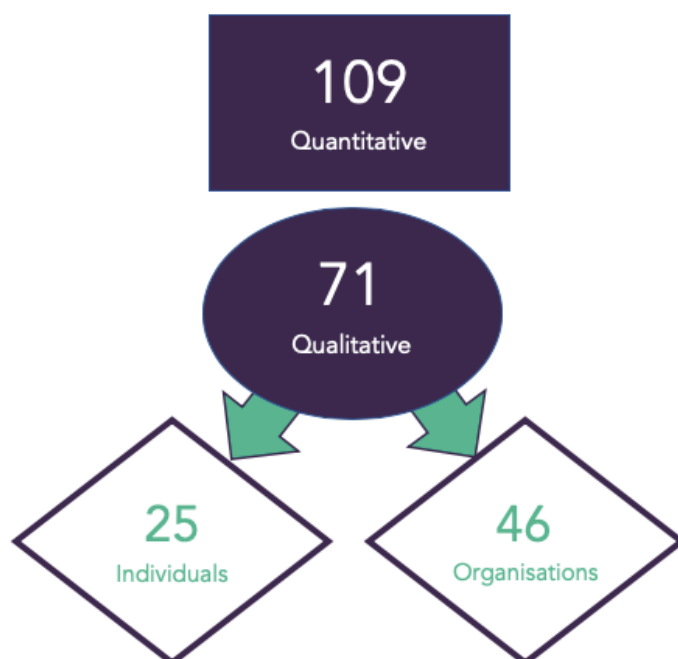 109
Quantitative
71
Qualitative
25
Individuals
46
Organisations